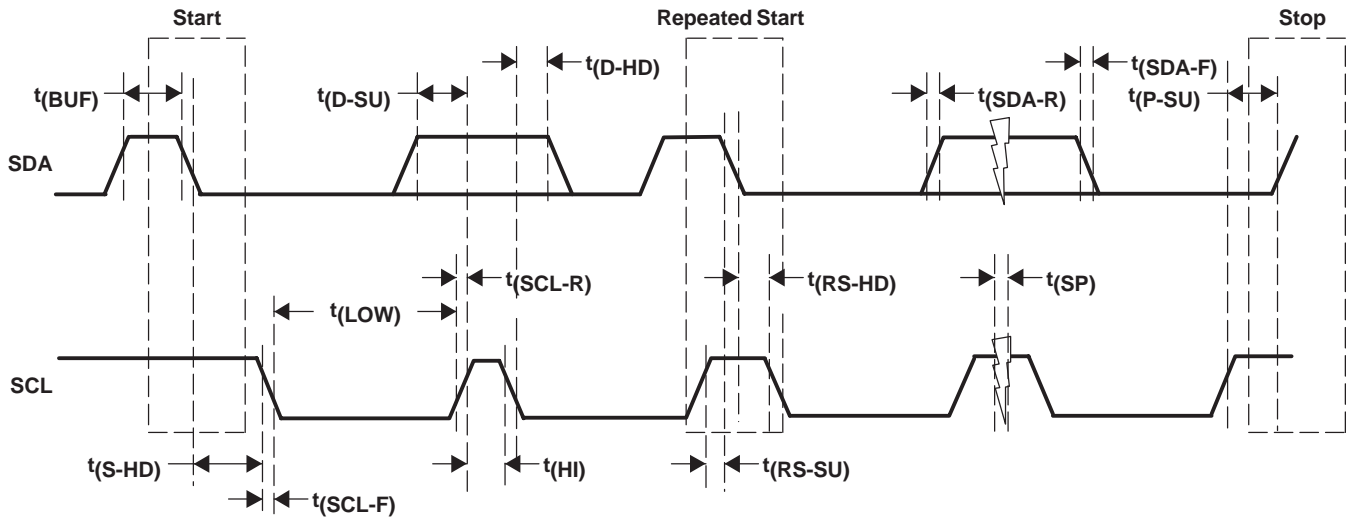 Start
Repeated Start
Stop
t(BUF)
t(D-SU)
t(D-HD)
t(SDA-R)
t(SDA-F)
t(P-SU)
SDA
t(LOW)
t(SCL-R)
t(RS-HD)
t(SP)
SCL
t(S-HD)
t(SCL-F)
t(HI)
t(RS-SU)